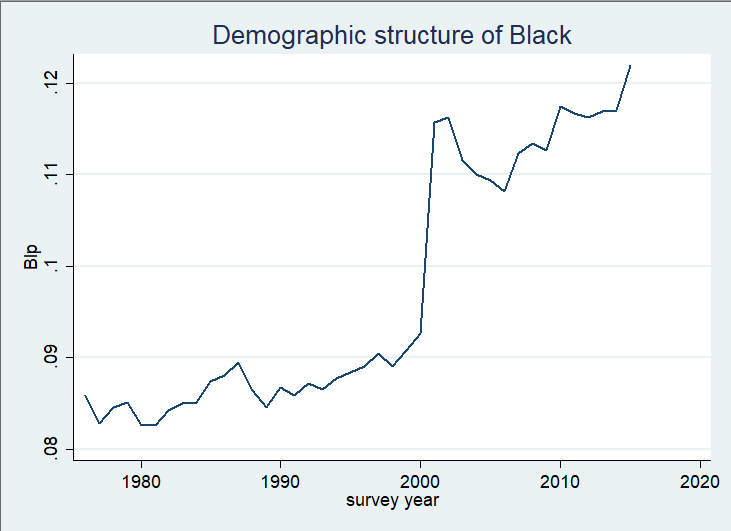 Demographic structure of Black
Blp
.12
.11
.1
.09
.08
1980 1990 2000 2010 2020
survey year